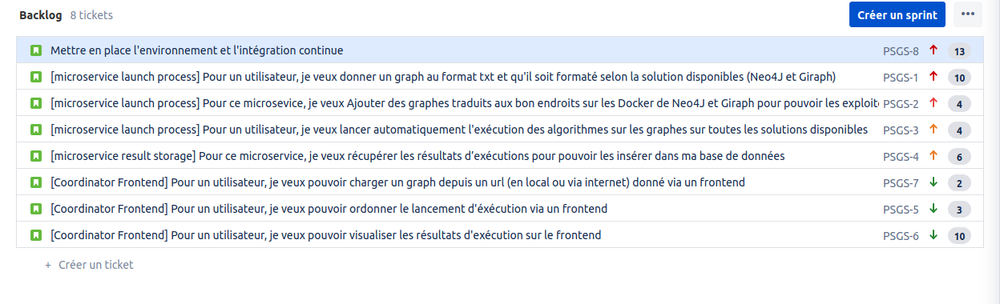 Backlog 8 tickets
Créer un sprint
Mettre en place l'environnement et l'intégration continue PSGS-8 13
[microservice launch process] Pour un utilisateur, je veux donner un graph au format txt et qu'il soit formaté selon la solution disponibles (Neo4J et Giraph) PSGS-1 10
[microservice launch process] Pour ce microsevice, je veux Ajouter des graphes traduits aux bon endroits sur les Docker de Neo4J et Giraph pour pouvoir les exploite PSGS-2 4
[microservice launch process] Pour un utilisateur, je veux lancer automatiquement l'exécution des algorithmes sur les graphes sur toutes les solutions disponibles PSGS-3 4
[microservice result storage] Pour ce microservice, je veux récupérer les résultats d’exécutions pour pouvoir les insérer dans ma base de données PSGS-4 6
[Coordinator Frontend] Pour un utilisateur, je veux pouvoir charger un graph depuis un url (en local ou via internet) donné via un frontend PSGS-7 2
[Coordinator Frontend] Pour un utilisateur, je veux pouvoir ordonner le lancement d'éxécution via un frontend PSGS-5 3
[Coordinator Frontend] Pour un utilisateur, je veux pouvoir visualiser les résultats d'exécution sur le frontend PSGS-6 10
+ Créer un ticket